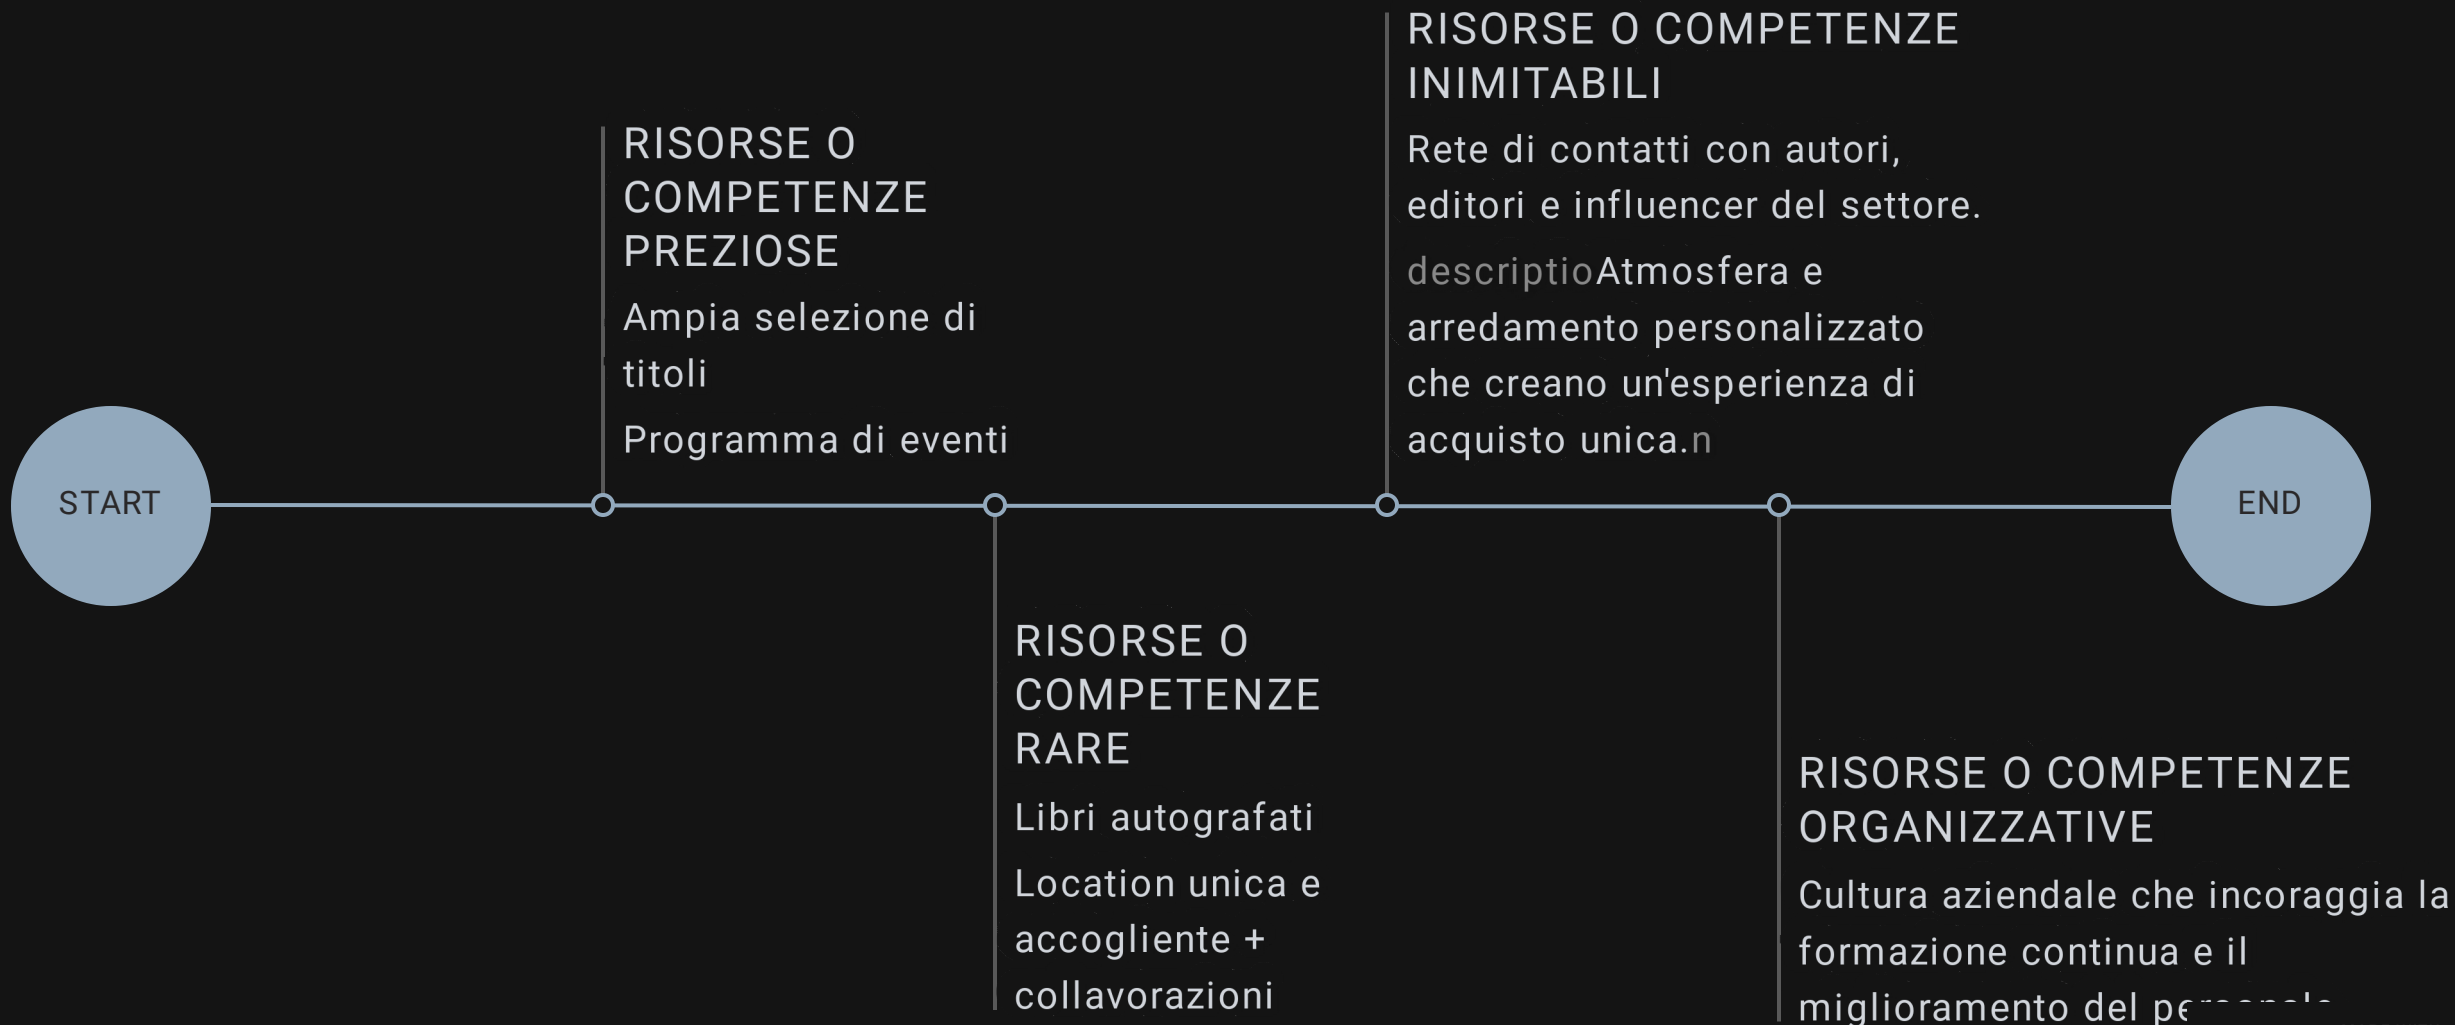 START
RISORSE O
COMPETENZE
PREZIOSE
Ampia selezione di
titoli
Programma di eventi
RISORSE O
COMPETENZE
RARE
Libri autografati
Location unica e
accogliente +
collavorazioni
RISORSE O COMPETENZE
INIMITABILI
Rete di contatti con autori,
editori e influencer del settore.
descriptioAtmosfera e
arredamento personalizzato
che creano un'esperienza di
acquisto unica.n
RISORSE O COMPETENZE
ORGANIZZATIVE
Cultura aziendale che incoraggia la
formazione continua e il
miglioramento del
END